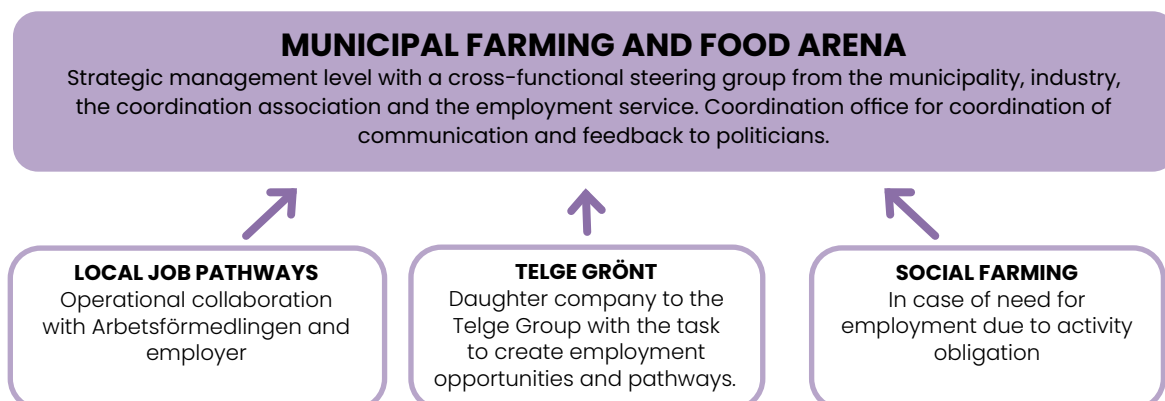 MUNICIPAL FARMING AND FOOD ARENA
Strategic management level with a cross-functional steering group from the municipality, industry,
the coordination association and the employment service. Coordination office for coordination of
communication and feedback to politicians.
LOCAL JOB PATHWAYS
Operational collaboration
with Arbetsförmedlingen and
employer
TELGE GRÖNT
Daughter company to the
Telge Group with the task
to create employment
opportunities and pathways.
SOCIAL FARMING
In case of need for
employment due to activity
obligation